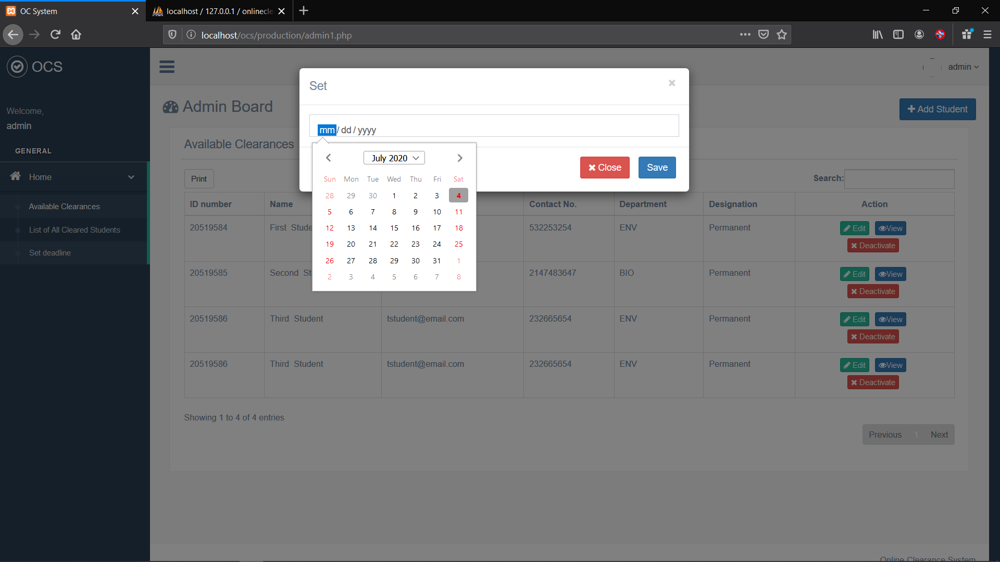 OC System
localhost / 127.0.0.1 / onlinecle
localhost/ocs/production/admin1.php
OCS
admin
Welcome,
admin
GENERAL
Home
Available Clearances
List of All Cleared Students
Set deadline
Admin Board
Add Student
Set
×
mm / dd / yyyy
Close
Save
July 2020
Sun Mon Tue Wed Thu Fri Sat
28 29 30 1 2 3 4
5 6 7 8 9 10 11
12 13 14 15 16 17 18
19 20 21 22 23 24 25
26 27 28 29 30 31 1
2 3 4 5 6 7 8
Available Clearances
Print
Search:
ID number Name Contact No. Department Designation Action
20519584 First Stude 532253254 ENV Permanent Edit View
Deactivate
20519585 Second St 2147483647 BIO Permanent Edit View
Deactivate
20519586 Third Student tstudent@email.com 232665654 ENV Permanent Edit View
Deactivate
20519586 Third Student tstudent@email.com 232665654 ENV Permanent Edit View
Deactivate
Showing 1 to 4 of 4 entries
Previous 1 Next
Online Clearance System